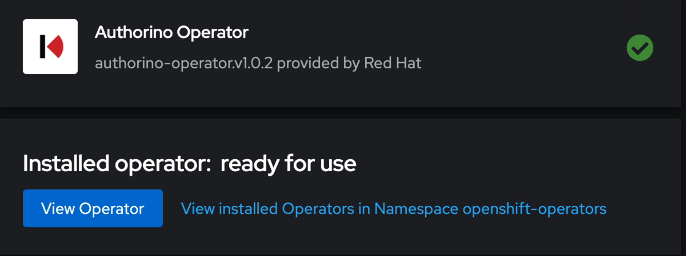 Authorino Operator
authorino-operator.v1.0.2 provided by Red Hat
Installed operator: ready for use
View Operator
View installed Operators in Namespace openshift-operators